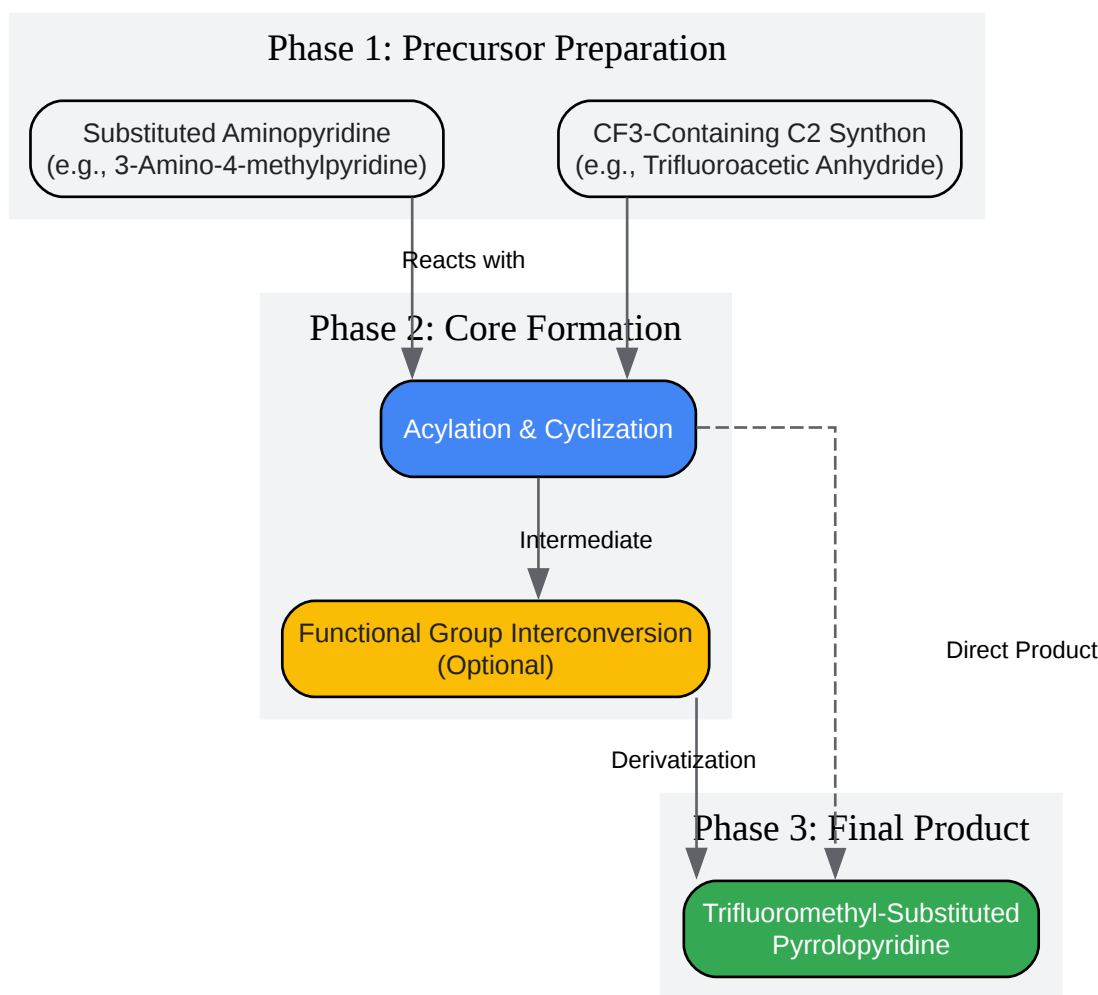 Phase 1: Precursor Preparation
Substituted Aminopyridine
(e.g., 3-Amino-4-methylpyridine)
CF3-Containing C2 Synthon
(e.g., Trifluoroacetic Anhydride)
Reacts with
Phase 2: Core Formation
Acylation & Cyclization
Intermediate
Functional Group Interconversion
(Optional)
Direct Product
Derivatization
Phase 3: Final Product
Trifluoromethyl-Substituted
Pyrrolopyridine